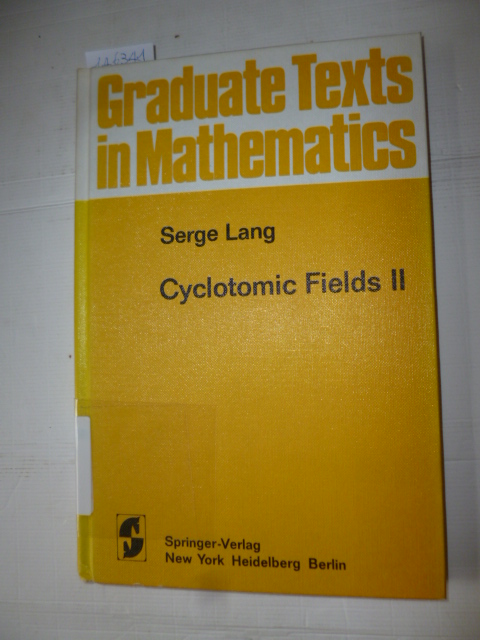 Graduate Texts
in Mathematics
Serge Lang
Cyclotomic Fields II
Springer-Verlag
New York Heidelberg Berlin